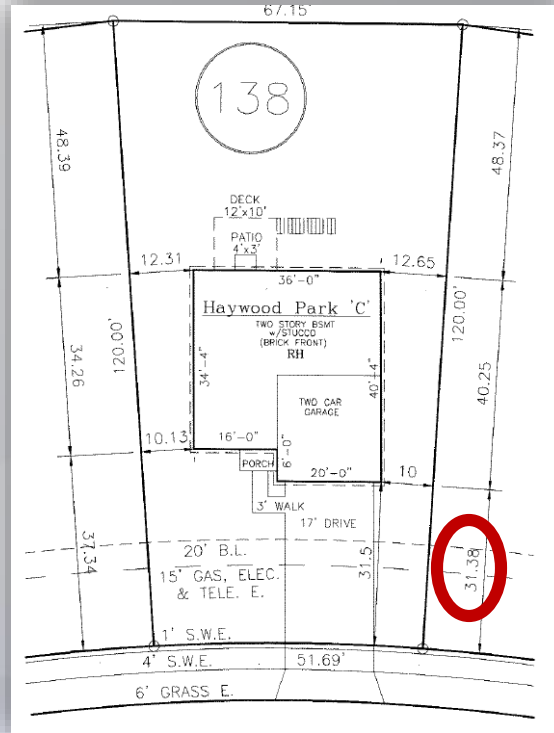 67.15'
138
48.39
48.37
DECK
12'x10'
PATIO
4'x3'
12.31
12.65
36'-0"
Haywood Park 'C'
TWO STORY BSMT
w/STUCCO
(BRICK FRONT)
RH
120.00'
120.00'
34'-4"
40'-4"
34.26
40.25
TWO CAR
GARAGE
10.13
16'-0"
6'-0"
PORCH
20'-0"
10
3' WALK
17' DRIVE
37.34
20' B.L.
31.5
31.38
15' GAS, ELEC.
& TELE. E.
1' S.W.E.
4' S.W.E.
51.69'
6' GRASS E.